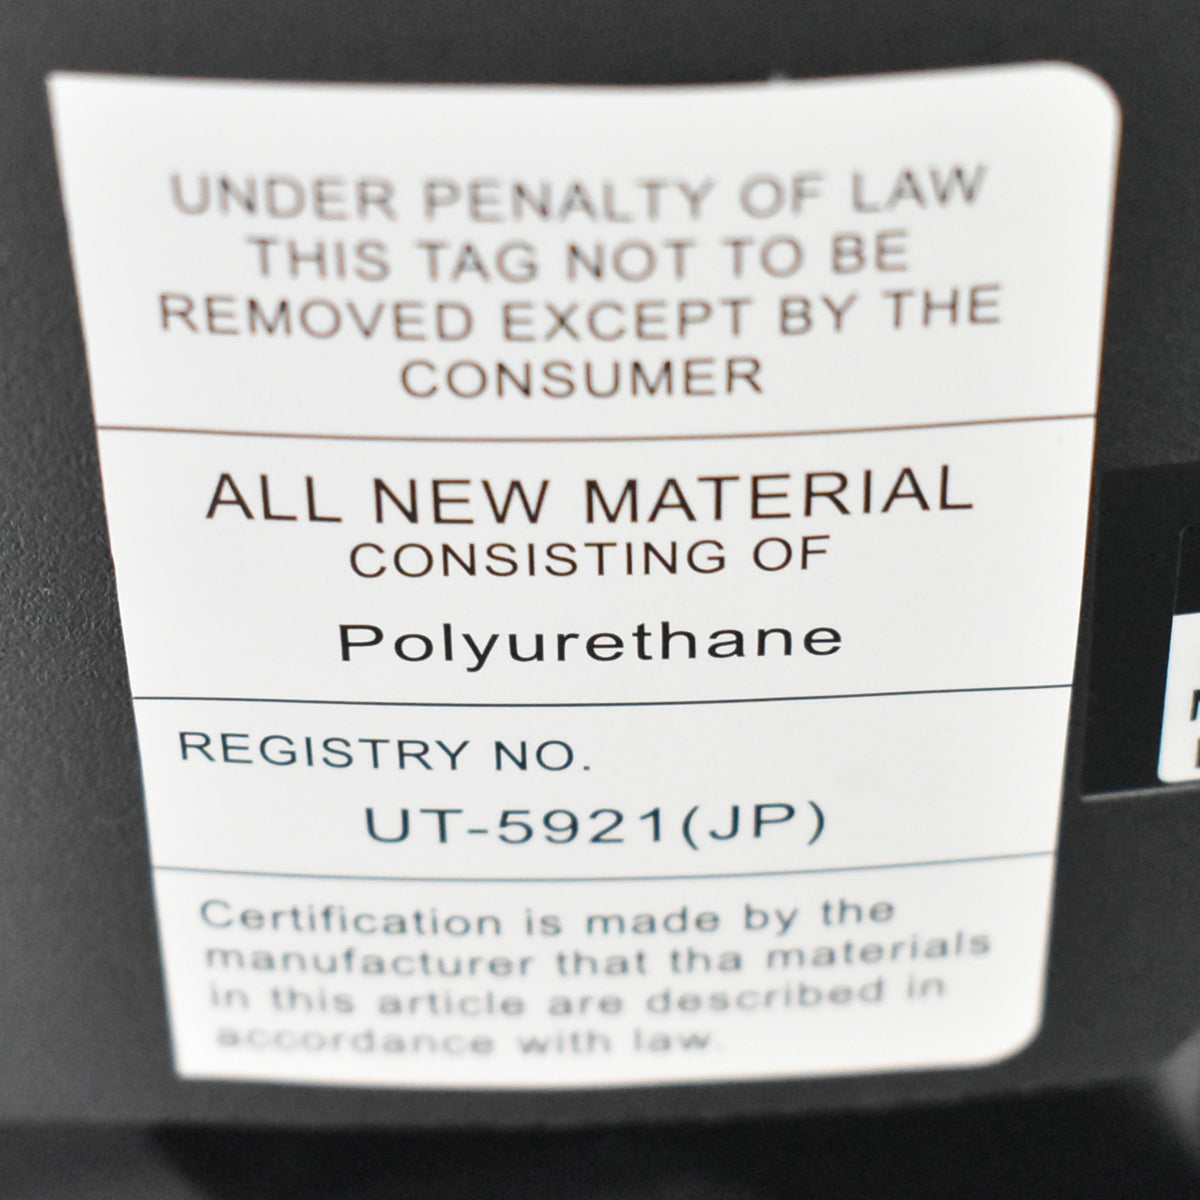 UNDER PENALTY OF LAW
THIS TAG NOT TO BE
REMOVED EXCEPT BY THE
CONSUMER
ALL NEW MATERIAL
CONSISTING OF
Polyurethane
REGISTRY NO.
UT-5921(JP)
Certification is made by the
manufacturer that tha materials
in this article are described in
accordance with law.